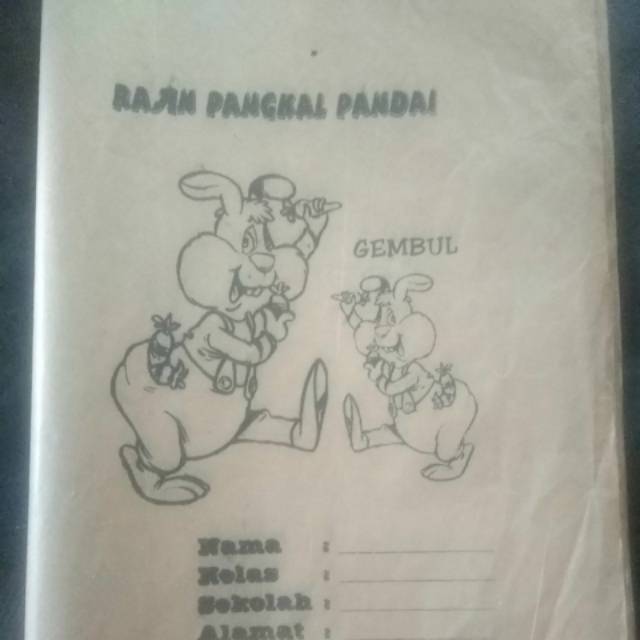 RAJIN PANGKAL PANDAI
GEMBUL
Nama :
Kelas :
Sekolah :
Alamat :